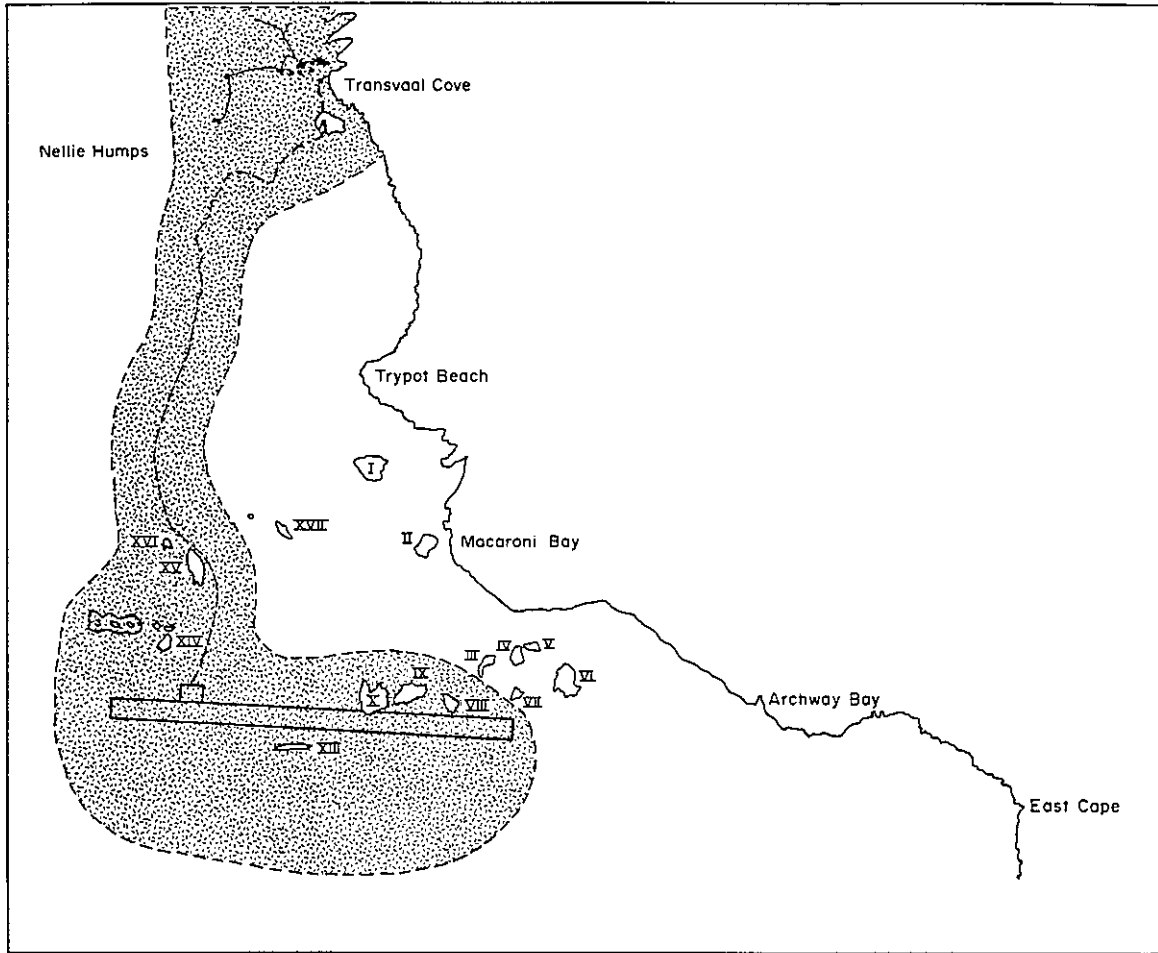 Transvaal Cove
Nellie Humps
Trypot Beach
I
XVII
II
Macaroni Bay
XVI
XV
XIV
III
IV
V
VI
IX
X
VIII
VII
Archway Bay
XIII
East Cape